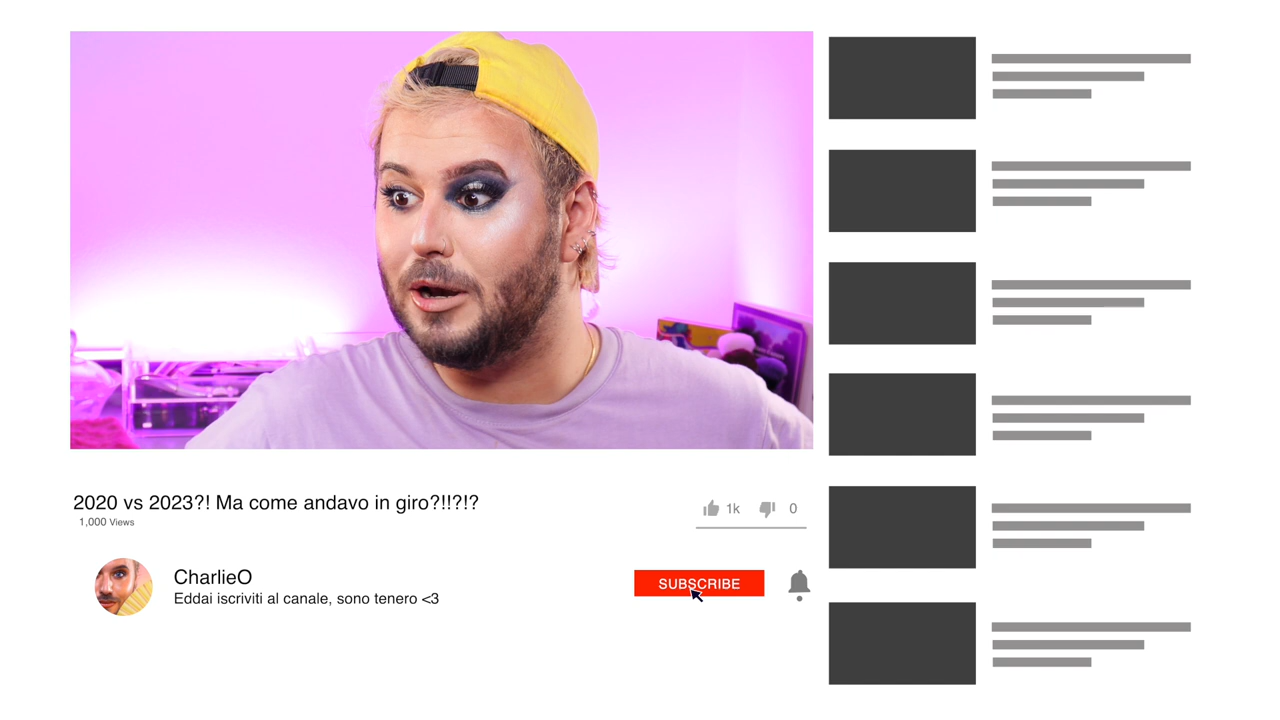 2020 vs 2023?! Ma come andavo in giro?!!?!?
1,000 Views
1k
0
CharlieO
Eddai iscriviti al canale, sono tenero <3
SUBSCRIBE